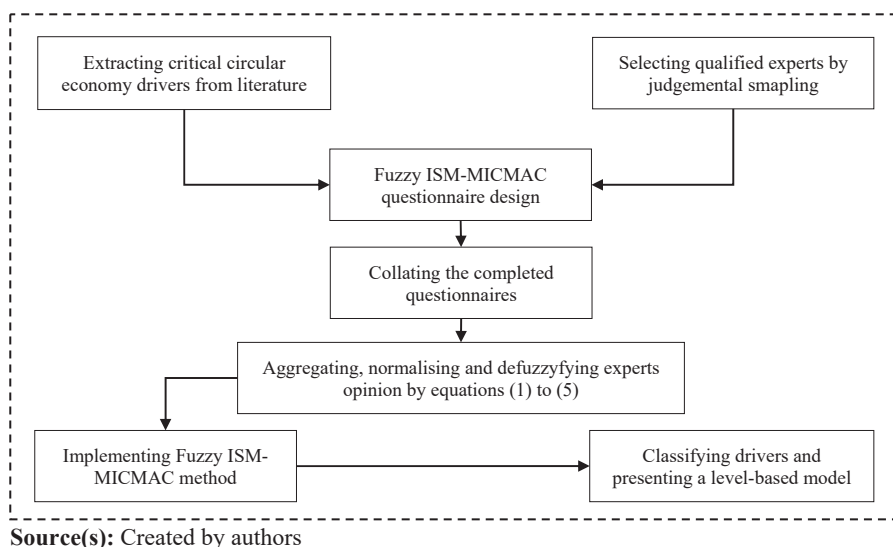 Extracting critical circular
economy drivers from literature
Selecting qualified experts by
judgemental smapling
Fuzzy ISM-MICMAC
questionnaire design
Collating the completed
questionnaires
Aggregating, normalising and defuzzyfying experts
opinion by equations (1) to (5)
Implementing Fuzzy ISM-
MICMAC method
Classifying drivers and
presenting a level-based model
Source(s): Created by authors